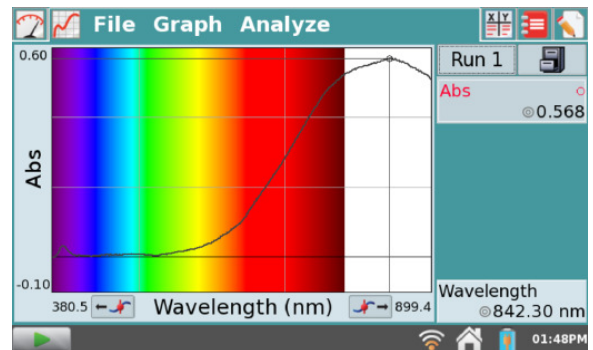 File Graph Analyze
X Y
0.60
Abs
-0.10
380.5
Wavelength (nm)
899.4
Run 1
Abs
0.568
Wavelength
842.30 nm
01:48PM